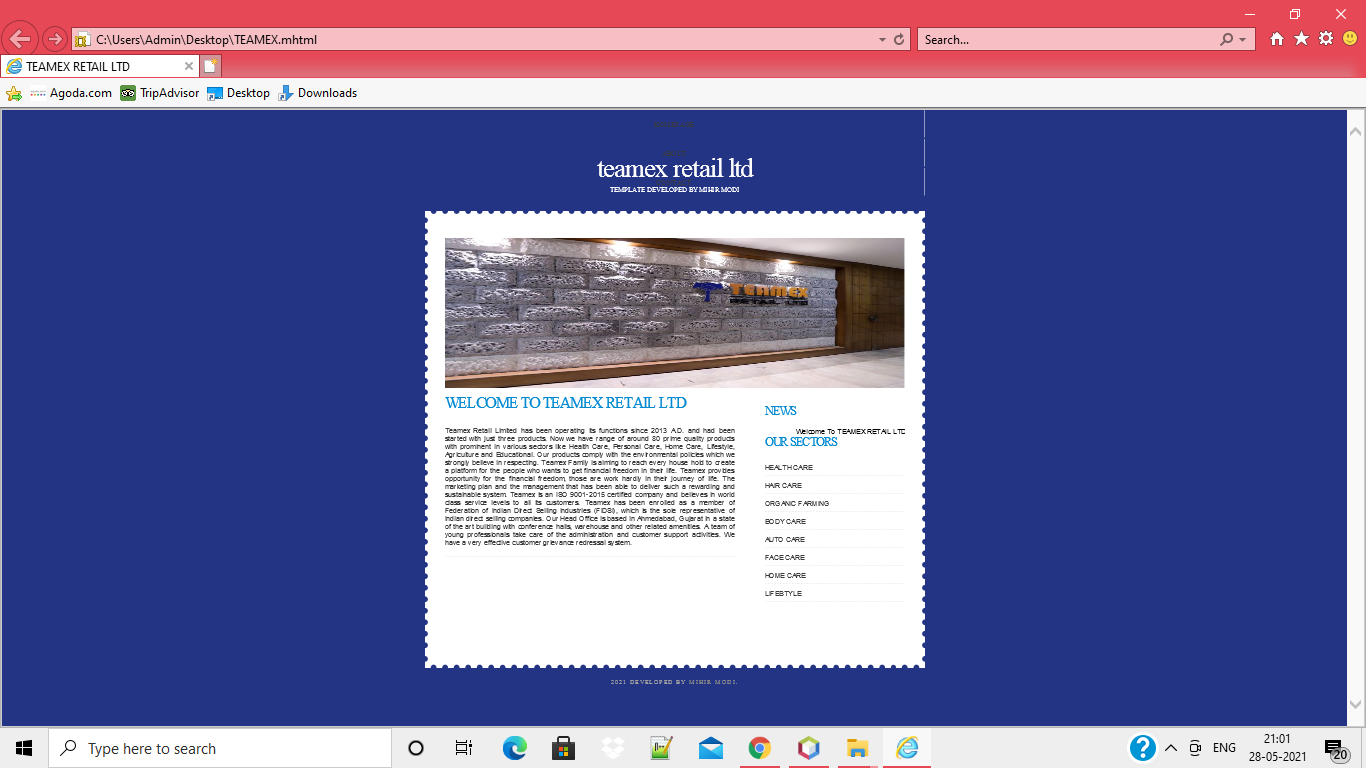 C:\Users\Admin\Desktop\TEAMEX.mhtml
Search...
TEAMEX RETAIL LTD
Agoda.com
TripAdvisor
Desktop
Downloads
teamex retail ltd
TEMPLATE DEVELOPED BY MIHIR MODI
TEAMEX
WELCOME TO TEAMEX RETAIL LTD
Teamex Retail Limited has been operating its functions since 2013 A.D. and had been
started with just three products. Now we have range of around 80 prime quality products
with prominent in various sectors like Health Care, Personal Care, Home Care, Lifestyle,
Agriculture and Educational. Our products comply with the environmental policies which we
strongly believe in respecting. Teamex Family is aiming to reach every house hold to create
a platform for the people who wants to get financial freedom in their life. Teamex provides
opportunity for the financial freedom, those are work hardly in their journey of life. The
marketing plan and the management that has been able to deliver such a rewarding and
sustainable system. Teamex is an ISO 9001-2015 certified company and believes in world
class service levels to all its customers. Teamex has been enrolled as a member of
Federation of Indian Direct Selling Industries (FIDSI), which is the sole representative of
Indian direct selling companies. Our Head Office is based in Ahmedabad, Gujarat in a state
of the art building with conference halls, warehouse and other related amenities. A team of
young professionals take care of the administration and customer support activities. We
have a very effective customer grievance redressal system.
NEWS
Welcome To TEAMEX RETAIL LTD
OUR SECTORS
HEALTH CARE
HAIR CARE
ORGANIC FARMING
BODY CARE
AUTO CARE
FACE CARE
HOME CARE
LIFESTYLE
2021 DEVELOPED BY MIHIR MODI.
Type here to search
ENG
21:01
28-05-2021
20